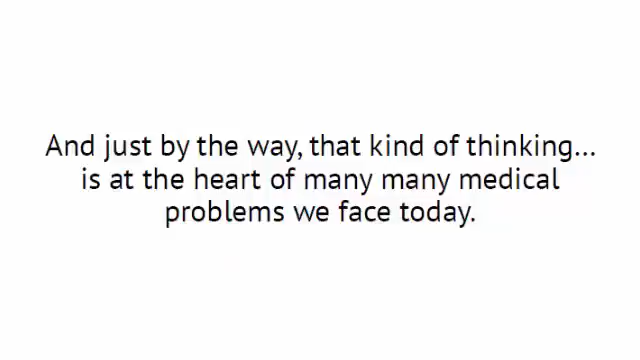 And just by the way, that kind of thinking...
is at the heart of many many medical
problems we face today.